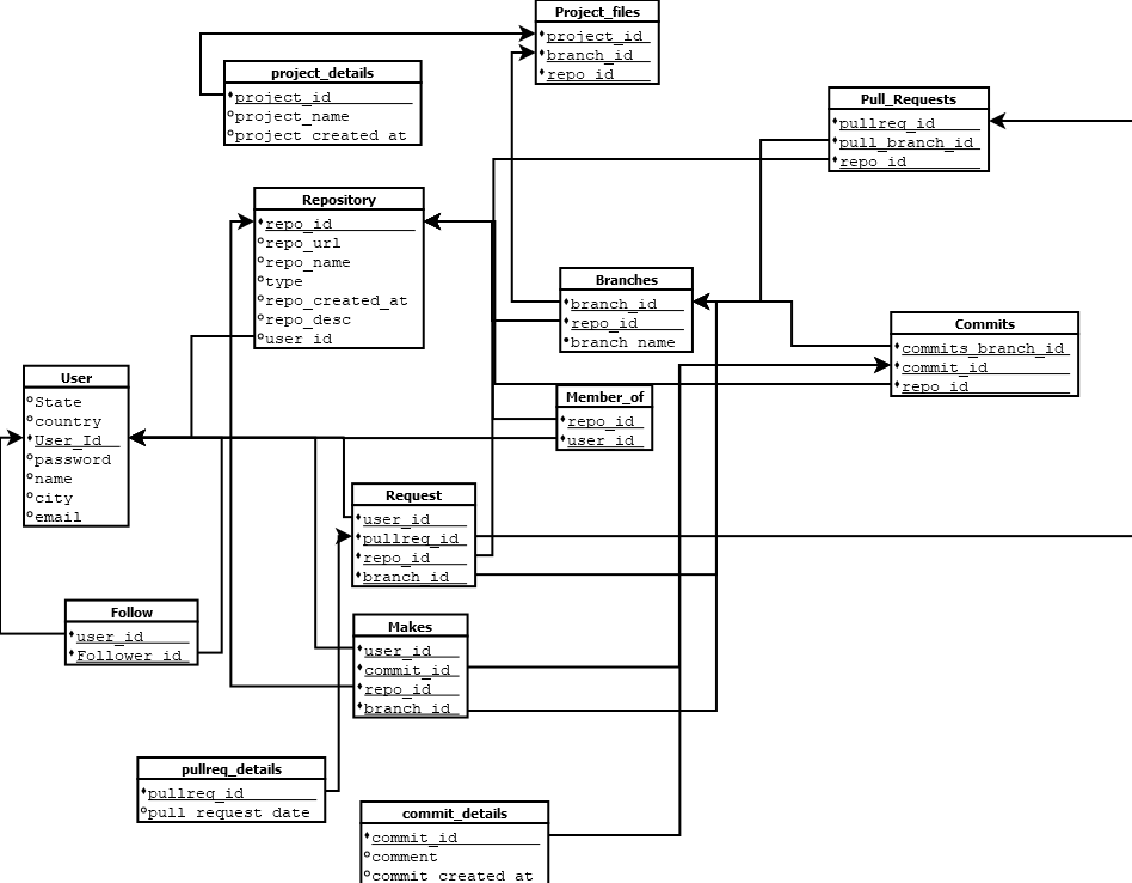 Project_files
project_id
branch_id
repo_id
project_details
project_id
project_name
project_created_at
Pull_Requests
pullreq_id
pull_branch_id
repo_id
Repository
repo_id
repo_url
repo_name
type
repo_created_at
repo_desc
user_id
Branches
branch_id
repo_id
branch_name
Commits
commits_branch_id
commit_id
repo_id
User
State
country
User_Id
password
name
city
email
Member_of
repo_id
user_id
Request
user_id
pullreq_id
repo_id
branch_id
Follow
user_id
Follower_id
Makes
user_id
commit_id
repo_id
branch_id
pullreq_details
pullreq_id
pull_request_date
commit_details
commit_id
comment
commit_created_at